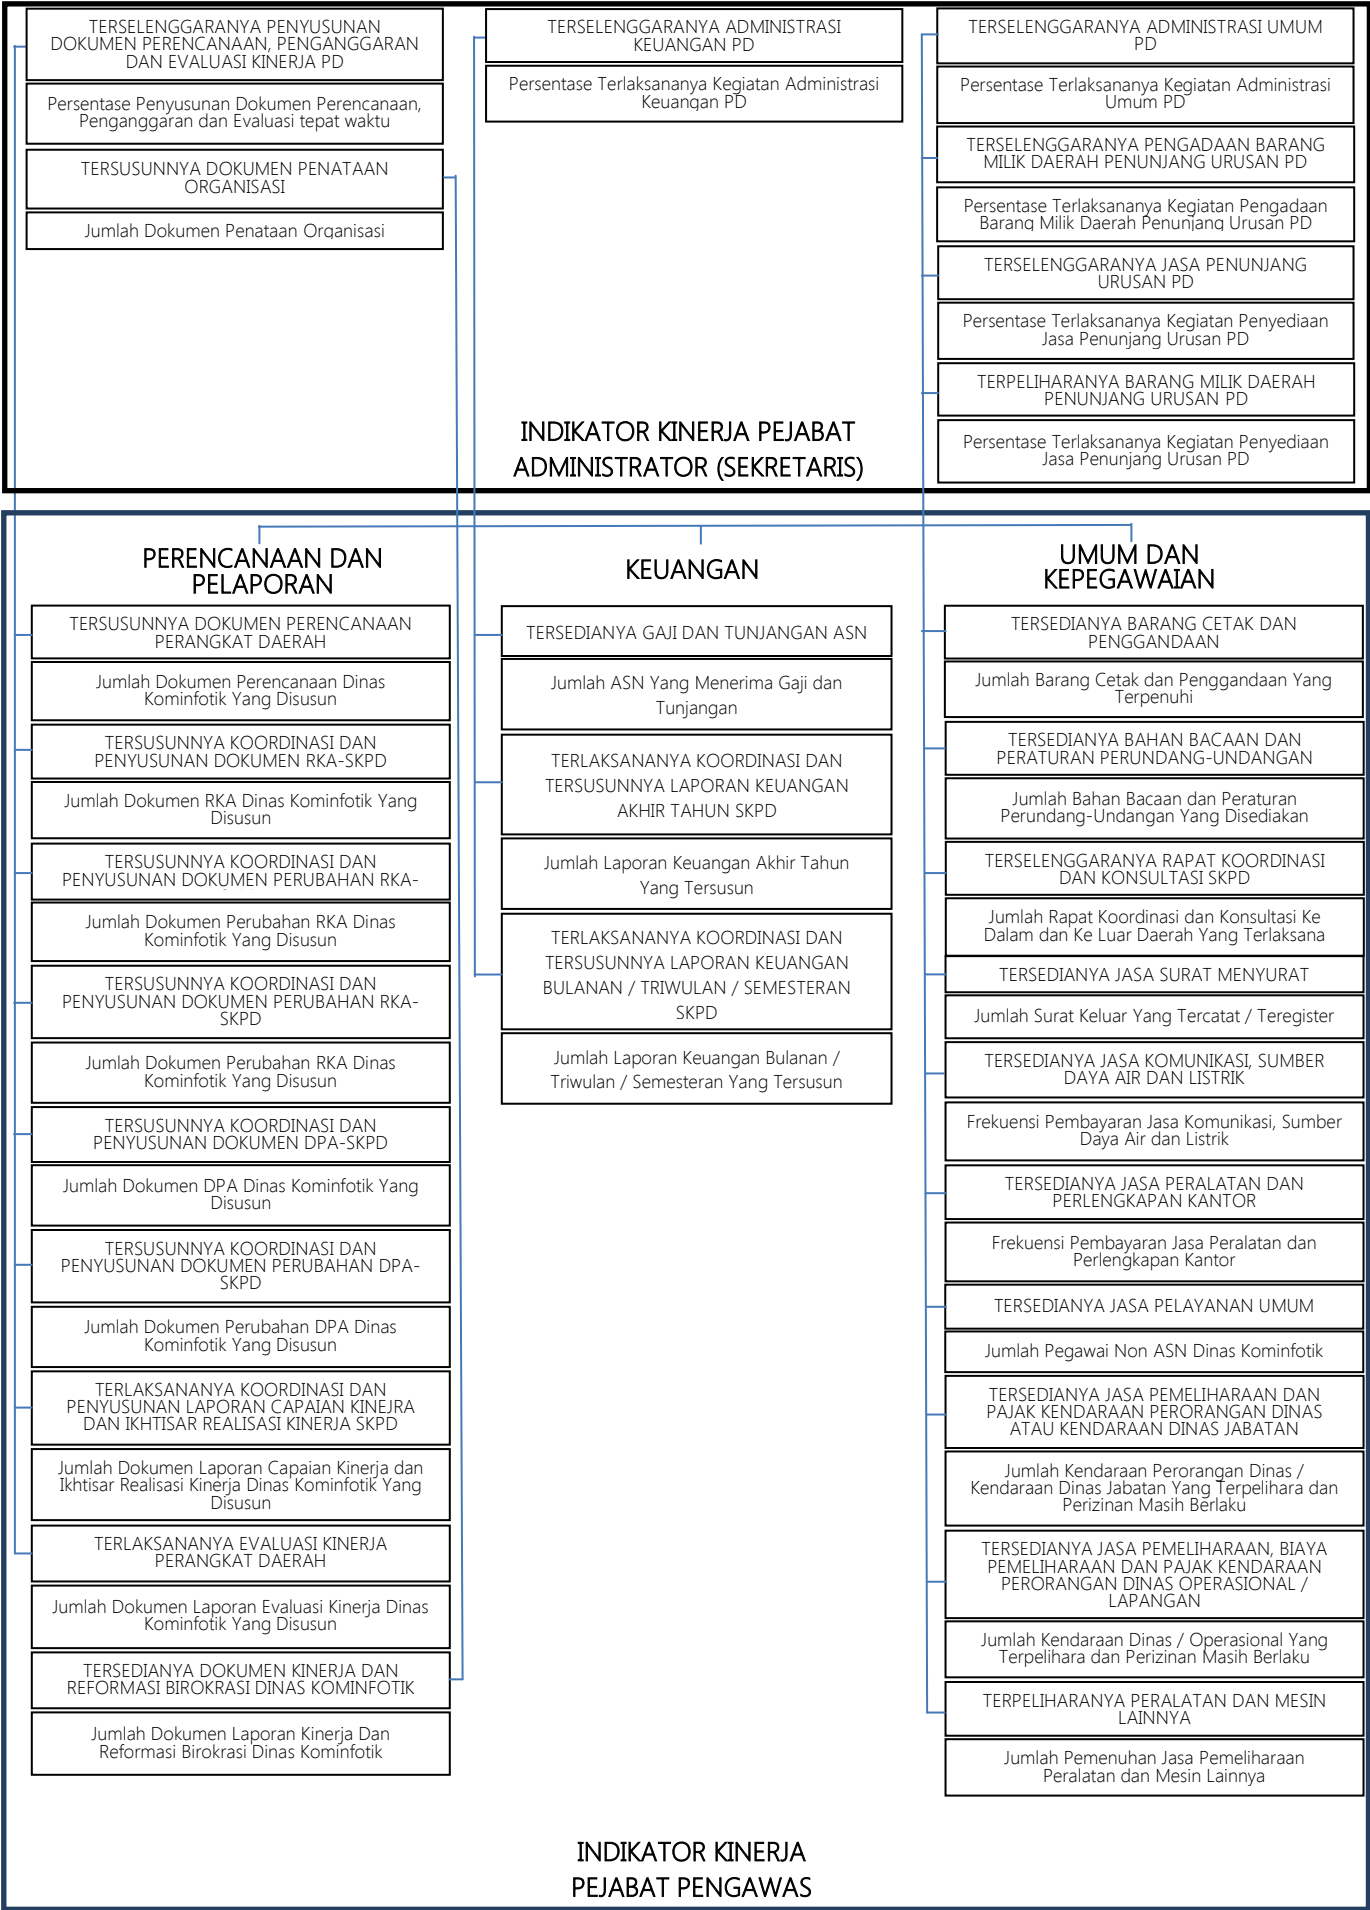 TERSELENGGARANYA PENYUSUNAN
DOKUMEN PERENCANAAN, PENGANGGARAN
DAN EVALUASI KINERJA PD
Persentase Penyusunan Dokumen Perencanaan,
Penganggaran dan Evaluasi tepat waktu
TERSUSUNNYA DOKUMEN PENATAAN
ORGANISASI
Jumlah Dokumen Penataan Organisasi
TERSELENGGARANYA ADMINISTRASI
KEUANGAN PD
Persentase Terlaksananya Kegiatan Administrasi
Keuangan PD
TERSELENGGARANYA ADMINISTRASI UMUM
PD
Persentase Terlaksananya Kegiatan Administrasi
Umum PD
TERSELENGGARANYA PENGADAAN BARANG
MILIK DAERAH PENUNJANG URUSAN PD
Persentase Terlaksananya Kegiatan Pengadaan
Barang Milik Daerah Penunjang Urusan PD
TERSELENGGARANYA JASA PENUNJANG
URUSAN PD
Persentase Terlaksananya Kegiatan Penyediaan
Jasa Penunjang Urusan PD
TERPELIHARANYA BARANG MILIK DAERAH
PENUNJANG URUSAN PD
Persentase Terlaksananya Kegiatan Penyediaan
Jasa Penunjang Urusan PD
INDIKATOR KINERJA PEJABAT
ADMINISTRATOR (SEKRETARIS)
PERENCANAAN DAN
PELAPORAN
TERSUSUNNYA DOKUMEN PERENCANAAN
PERANGKAT DAERAH
Jumlah Dokumen Perencanaan Dinas
Kominfotik Yang Disusun
TERSUSUNNYA KOORDINASI DAN
PENYUSUNAN DOKUMEN RKA-SKPD
Jumlah Dokumen RKA Dinas Kominfotik Yang
Disusun
TERSUSUNNYA KOORDINASI DAN
PENYUSUNAN DOKUMEN PERUBAHAN RKA-
Jumlah Dokumen Perubahan RKA Dinas
Kominfotik Yang Disusun
TERSUSUNNYA KOORDINASI DAN
PENYUSUNAN DOKUMEN PERUBAHAN RKA-
SKPD
Jumlah Dokumen Perubahan RKA Dinas
Kominfotik Yang Disusun
TERSUSUNNYA KOORDINASI DAN
PENYUSUNAN DOKUMEN DPA-SKPD
Jumlah Dokumen DPA Dinas Kominfotik Yang
Disusun
TERSUSUNNYA KOORDINASI DAN
PENYUSUNAN DOKUMEN PERUBAHAN DPA-
SKPD
Jumlah Dokumen Perubahan DPA Dinas
Kominfotik Yang Disusun
TERLAKSANANYA KOORDINASI DAN
PENYUSUNAN LAPORAN CAPAIAN KINEJRA
DAN IKHTISAR REALISASI KINERJA SKPD
Jumlah Dokumen Laporan Capaian Kinerja dan
Ikhtisar Realisasi Kinerja Dinas Kominfotik Yang
Disusun
TERLAKSANANYA EVALUASI KINERJA
PERANGKAT DAERAH
Jumlah Dokumen Laporan Evaluasi Kinerja Dinas
Kominfotik Yang Disusun
TERSEDIANYA DOKUMEN KINERJA DAN
REFORMASI BIROKRASI DINAS KOMINFOTIK
Jumlah Dokumen Laporan Kinerja Dan
Reformasi Birokrasi Dinas Kominfotik
KEUANGAN
TERSEDIANYA GAJI DAN TUNJANGAN ASN
Jumlah ASN Yang Menerima Gaji dan
Tunjangan
TERLAKSANANYA KOORDINASI DAN
TERSUSUNNYA LAPORAN KEUANGAN
AKHIR TAHUN SKPD
Jumlah Laporan Keuangan Akhir Tahun
Yang Tersusun
TERLAKSANANYA KOORDINASI DAN
TERSUSUNNYA LAPORAN KEUANGAN
BULANAN / TRIWULAN / SEMESTERAN
SKPD
Jumlah Laporan Keuangan Bulanan /
Triwulan / Semesteran Yang Tersusun
UMUM DAN
KEPEGAWAIAN
TERSEDIANYA BARANG CETAK DAN
PENGGANDAAN
Jumlah Barang Cetak dan Penggandaan Yang
Terpenuhi
TERSEDIANYA BAHAN BACAAN DAN
PERATURAN PERUNDANG-UNDANGAN
Jumlah Bahan Bacaan dan Peraturan
Perundang-Undangan Yang Disediakan
TERSELENGGARANYA RAPAT KOORDINASI
DAN KONSULTASI SKPD
Jumlah Rapat Koordinasi dan Konsultasi Ke
Dalam dan Ke Luar Daerah Yang Terlaksana
TERSEDIANYA JASA SURAT MENYURAT
Jumlah Surat Keluar Yang Tercatat / Teregister
TERSEDIANYA JASA KOMUNIKASI, SUMBER
DAYA AIR DAN LISTRIK
Frekuensi Pembayaran Jasa Komunikasi, Sumber
Daya Air dan Listrik
TERSEDIANYA JASA PERALATAN DAN
PERLENGKAPAN KANTOR
Frekuensi Pembayaran Jasa Peralatan dan
Perlengkapan Kantor
TERSEDIANYA JASA PELAYANAN UMUM
Jumlah Pegawai Non ASN Dinas Kominfotik
TERSEDIANYA JASA PEMELIHARAAN DAN
PAJAK KENDARAAN PERORANGAN DINAS
ATAU KENDARAAN DINAS JABATAN
Jumlah Kendaraan Perorangan Dinas /
Kendaraan Dinas Jabatan Yang Terpelihara dan
Perizinan Masih Berlaku
TERSEDIANYA JASA PEMELIHARAAN, BIAYA
PEMELIHARAAN DAN PAJAK KENDARAAN
PERORANGAN DINAS OPERASIONAL /
LAPANGAN
Jumlah Kendaraan Dinas / Operasional Yang
Terpelihara dan Perizinan Masih Berlaku
TERPELIHARANYA PERALATAN DAN MESIN
LAINNYA
Jumlah Pemenuhan Jasa Pemeliharaan
Peralatan dan Mesin Lainnya
INDIKATOR KINERJA
PEJABAT PENGAWAS